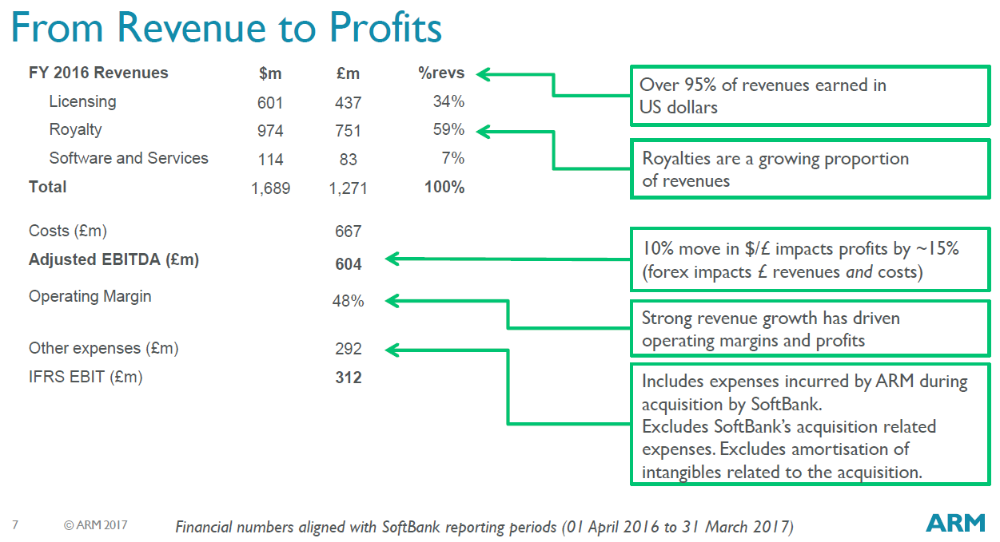 From Revenue to Profits
FY 2016 Revenues $m £m %revs
Licensing 601 437 34%
Royalty 974 751 59%
Software and Services 114 83 7%
Total 1,689 1,271 100%
Costs (£m) 667
Adjusted EBITDA (£m) 604
Operating Margin 48%
Other expenses (£m) 292
IFRS EBIT (£m) 312
Over 95% of revenues earned in
US dollars
Royalties are a growing proportion
of revenues
10% move in $/£ impacts profits by ~15%
(forex impacts £ revenues and costs)
Strong revenue growth has driven
operating margins and profits
Includes expenses incurred by ARM during
acquisition by SoftBank.
Excludes SoftBank’s acquisition related
expenses. Excludes amortisation of
intangibles related to the acquisition.
7 © ARM 2017 Financial numbers aligned with SoftBank reporting periods (01 April 2016 to 31 March 2017)
ARM